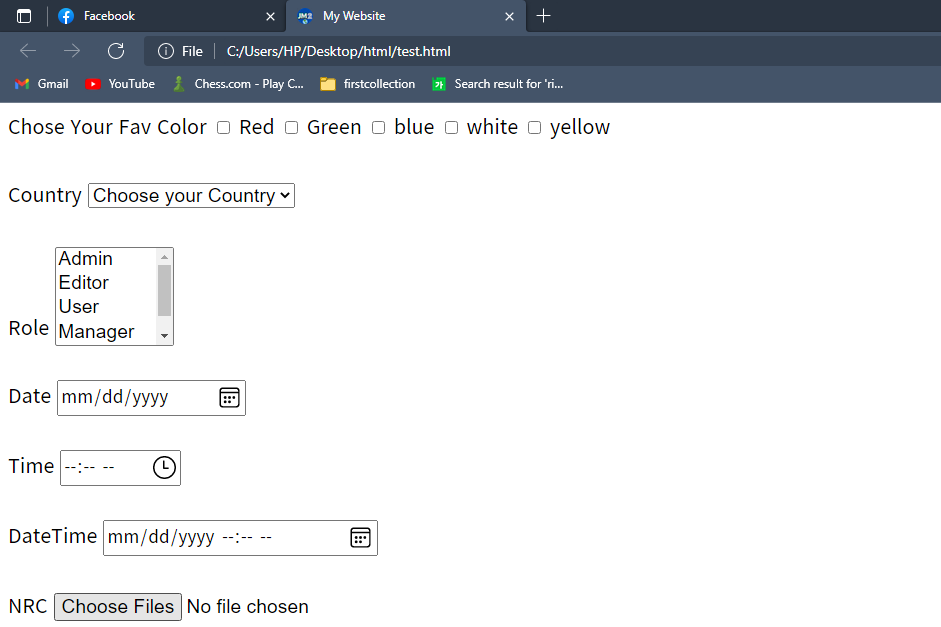 Facebook
My Website
File
C:/Users/HP/Desktop/html/test.html
Gmail YouTube Chess.com - Play C... firstcollection Search result for 'ri...
Chose Your Fav Color Red Green blue white yellow
Country Choose your Country
Admin
Editor
User
Role Manager
Date mm/dd/yyyy
Time --:-- --
DateTime mm/dd/yyyy --:-- --
NRC Choose Files No file chosen